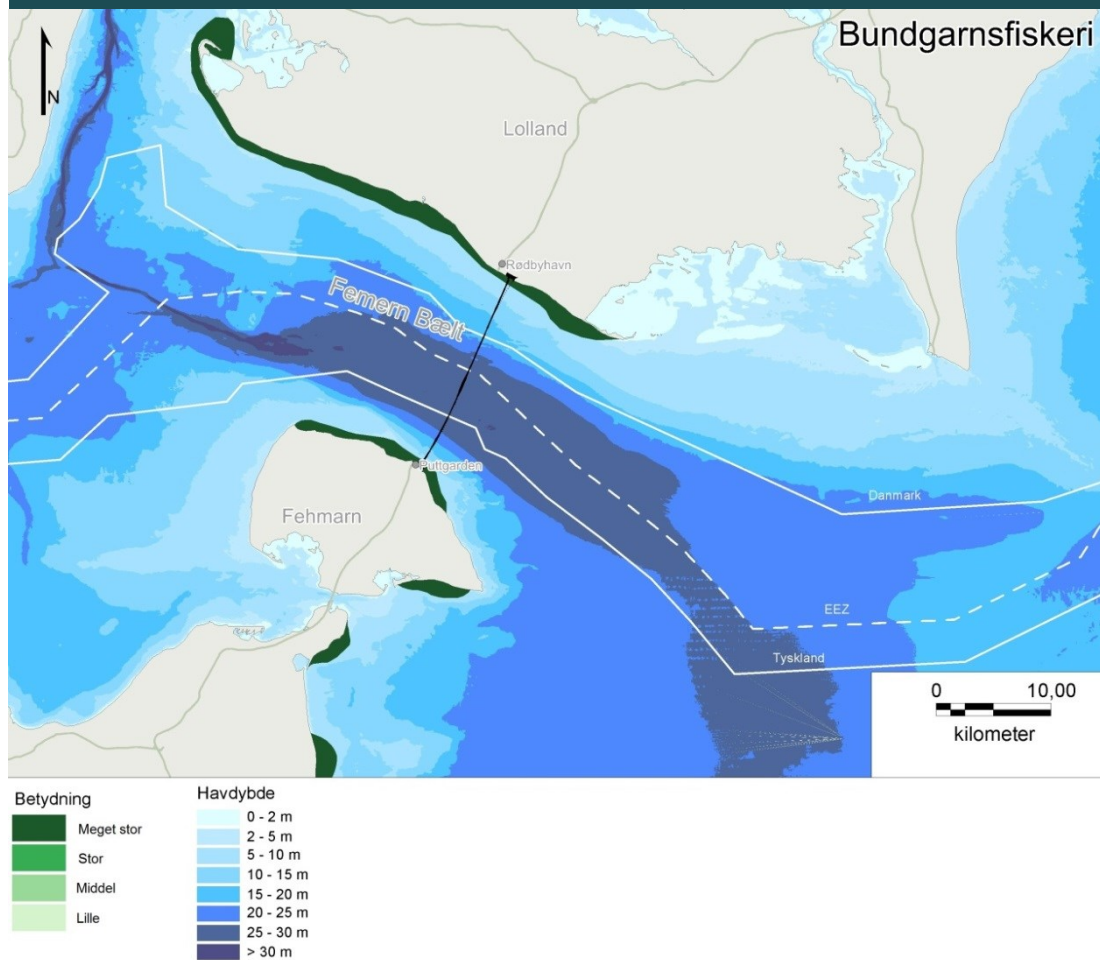 Bundgarnsfiskeri
N
Lolland
Rødbyhavn
Femern Bælt
Puttgarden
Fehmarn
Danmark
EEZ
Tyskland
0 10,00
kilometer
Betydning
Meget stor
Stor
Middel
Lille
Havdybde
0 - 2 m
2 - 5 m
5 - 10 m
10 - 15 m
15 - 20 m
20 - 25 m
25 - 30 m
> 30 m